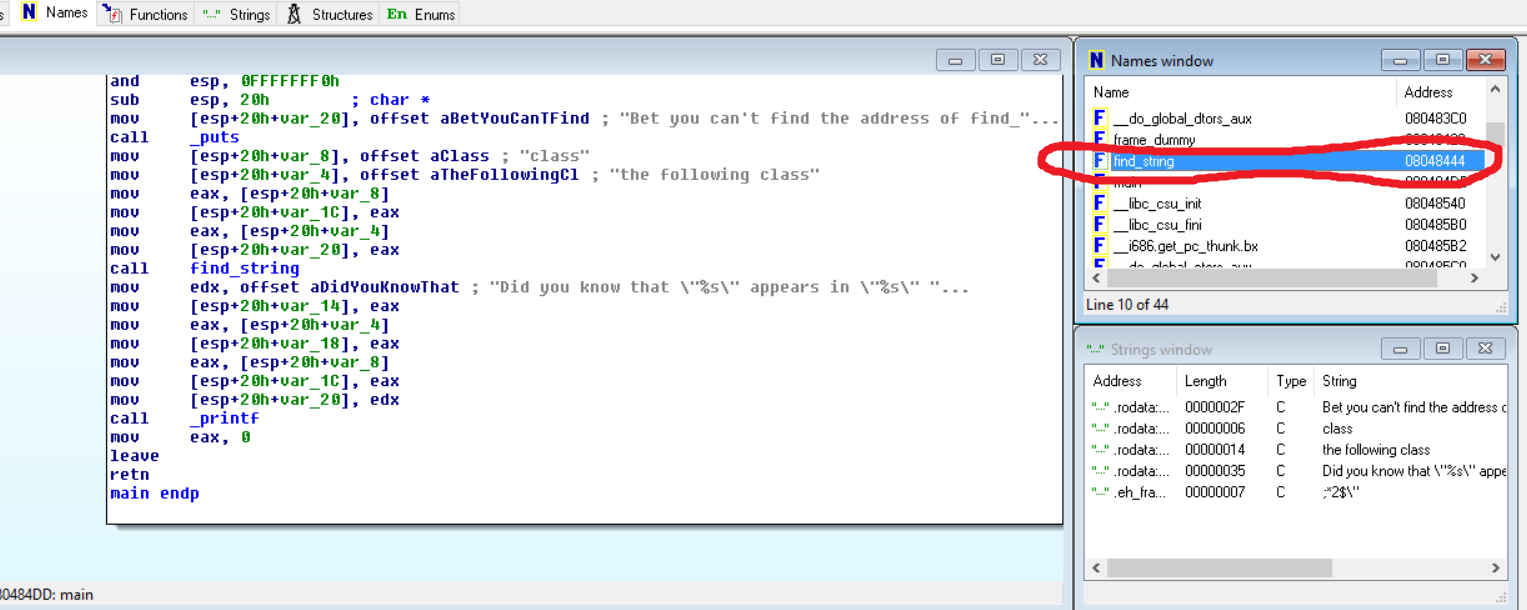 s Names Functions Strings Structures En Enums
and esp, 0FFFFFFF0h
sub esp, 20h ; char *
mov [esp+20h+var_20], offset aBetYouCanTFind ; "Bet you can't find the address of find_"...
call _puts
mov [esp+20h+var_8], offset aClass ; "class"
mov [esp+20h+var_4], offset aTheFollowingCl ; "the following class"
mov eax, [esp+20h+var_8]
mov [esp+20h+var_1C], eax
mov eax, [esp+20h+var_4]
mov [esp+20h+var_20], eax
call find_string
mov edx, offset aDidYouKnowThat ; "Did you know that \"%s\" appears in \"%s\" "...
mov [esp+20h+var_14], eax
mov eax, [esp+20h+var_4]
mov [esp+20h+var_18], eax
mov eax, [esp+20h+var_8]
mov [esp+20h+var_1C], eax
mov [esp+20h+var_20], edx
call _printf
mov eax, 0
leave
retn
main endp
80484DD: main
N Names window
Name Address
F __do_global_dtors_aux 080483C0
F frame_dummy
F find_string 08048444
F main
F __libc_csu_init 08048540
F __libc_csu_fini 080485B0
F __i686.get_pc_thunk.bx 080485B2
F __do_global_ctors_aux 080485C0
Line 10 of 44
Strings window
Address Length Type String
.rodata:... 0000002F C Bet you can't find the address o
.rodata:... 00000006 C class
.rodata:... 00000014 C the following class
.rodata:... 00000035 C Did you know that \"%s\" appe
.eh_fra... 00000007 C ;*2$\"